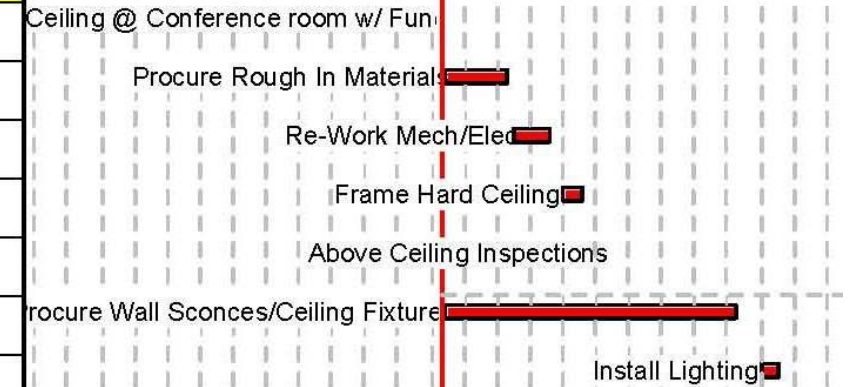 Ceiling @ Conference room w/ Fun
Procure Rough In Materials
Re-Work Mech/Elec
Frame Hard Ceiling
Above Ceiling Inspections
rocure Wall Sconces/Ceiling Fixture
Install Lighting